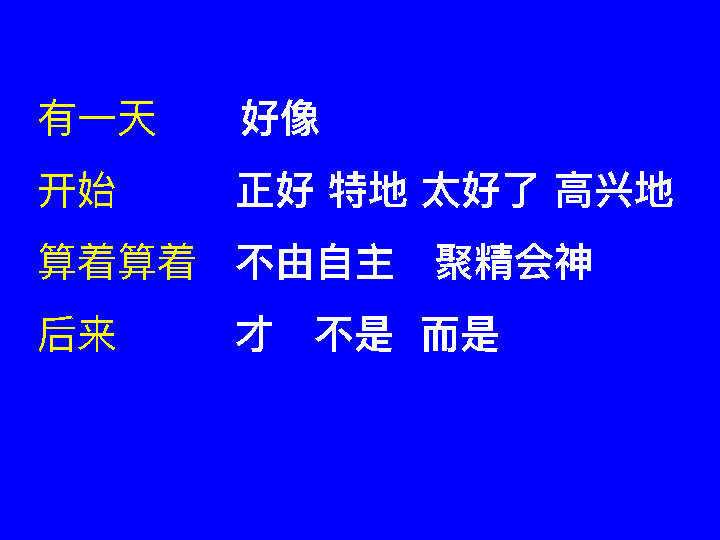 有一天 好像
开始 正好 特地 太好了 高兴地
算着算着 不由自主 聚精会神
后来 才 不是 而是